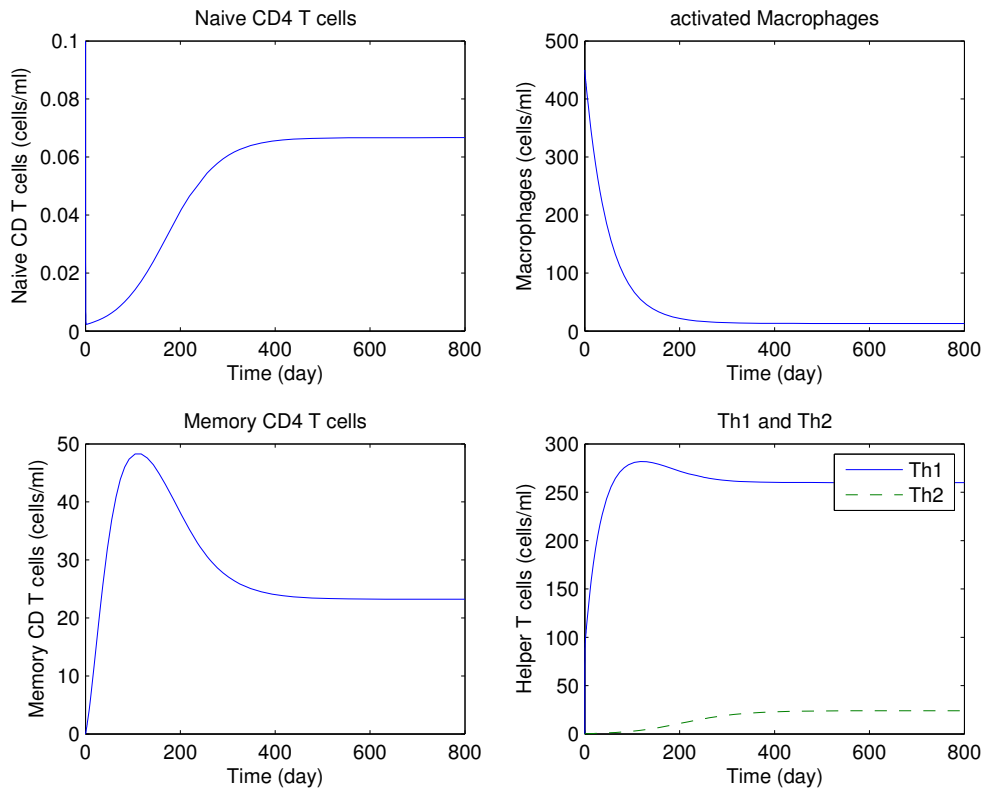 Naive CD4 T cells
Naive CD T cells (cells/ml)
0.1
0.08
0.06
0.04
0.02
0
0 200 400 600 800
Time (day)
activated Macrophages
Macrophages (cells/ml)
500
400
300
200
100
0
0 200 400 600 800
Time (day)
Memory CD4 T cells
Memory CD T cells (cells/ml)
50
40
30
20
10
0
0 200 400 600 800
Time (day)
Th1 and Th2
Helper T cells (cells/ml)
300
250
200
150
100
50
0
0 200 400 600 800
Time (day)
Th1
Th2